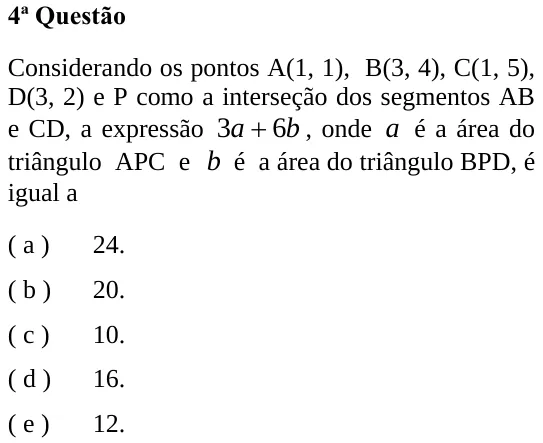 4ª Questão
Considerando os pontos A(1, 1), B(3, 4), C(1, 5),
D(3, 2) e P como a interseção dos segmentos AB
e CD, a expressão 3a + 6b, onde a é a área do
triângulo APC e b é a área do triângulo BPD, é
igual a
( a ) 24.
( b ) 20.
( c ) 10.
( d ) 16.
( e ) 12.